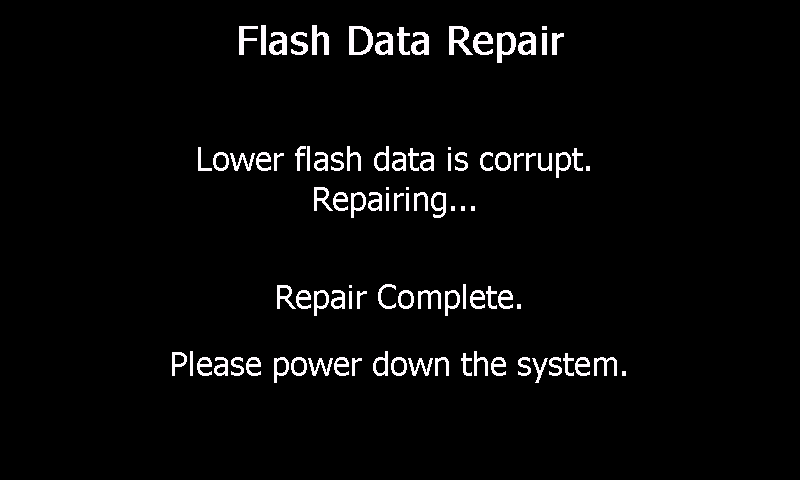 Flash Data Repair
Lower flash data is corrupt.
Repairing...
Repair Complete.
Please power down the system.